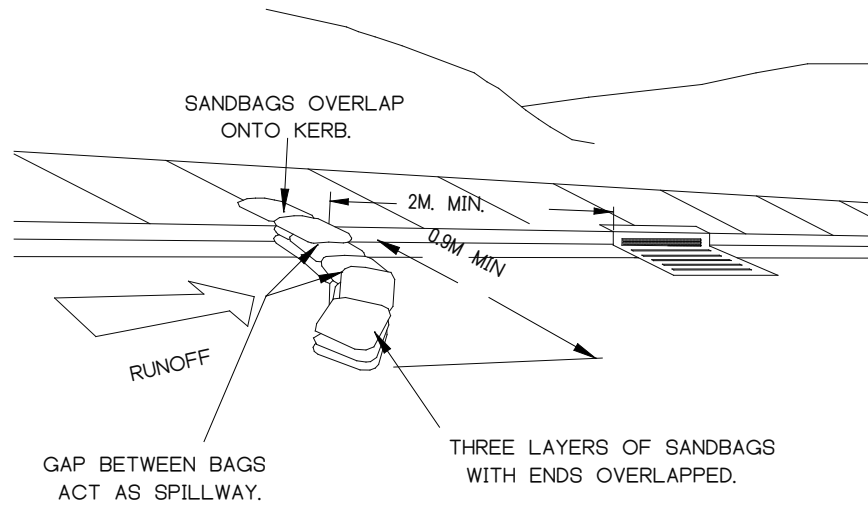 SANDBAGS OVERLAP
ONTO KERB.
2M. MIN.
0.9M MIN
RUNOFF
GAP BETWEEN BAGS
ACT AS SPILLWAY.
THREE LAYERS OF SANDBAGS
WITH ENDS OVERLAPPED.